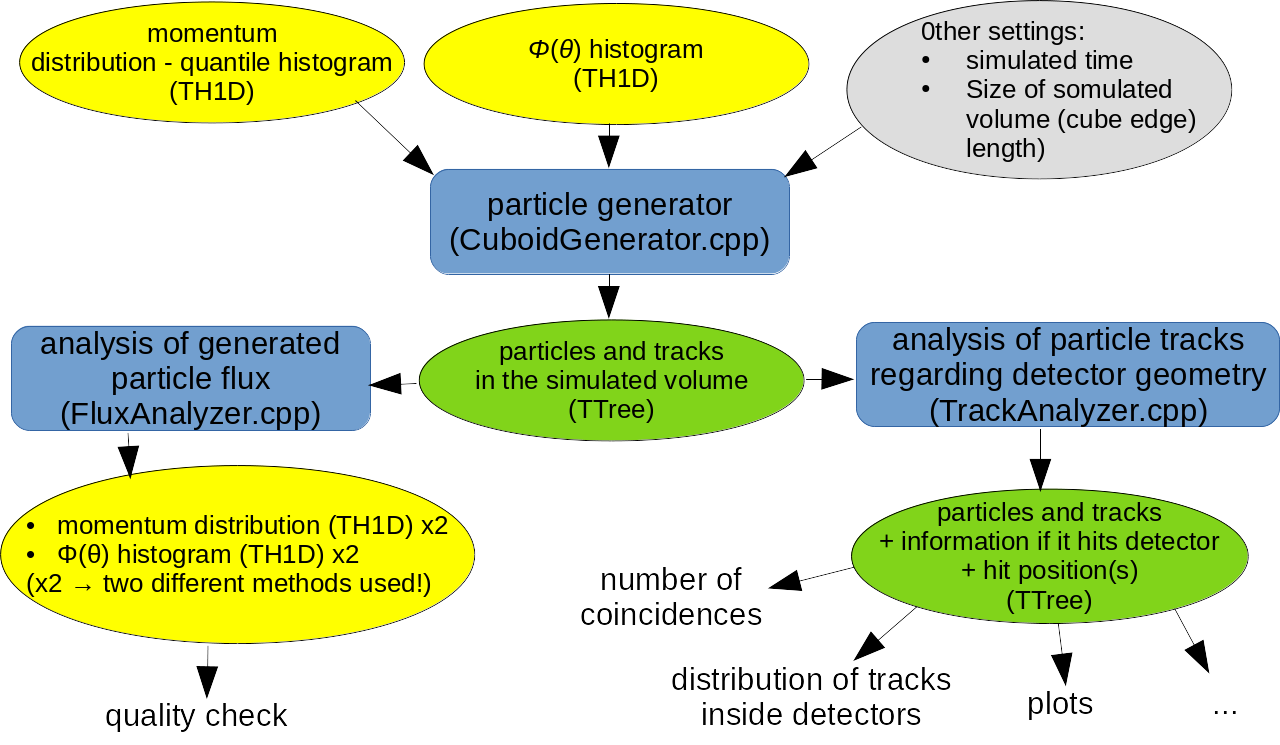 momentum
distribution - quantile histogram
(TH1D)
Φ(θ) histogram
(TH1D)
0ther settings:
• simulated time
• Size of somulated
volume (cube edge)
length)
particle generator
(CuboidGenerator.cpp)
analysis of generated
particle flux
(FluxAnalyzer.cpp)
particles and tracks
in the simulated volume
(TTree)
analysis of particle tracks
regarding detector geometry
(TrackAnalyzer.cpp)
• momentum distribution (TH1D) x2
• Φ(θ) histogram (TH1D) x2
(x2 → two different methods used!)
particles and tracks
+ information if it hits detector
+ hit position(s)
(TTree)
number of
coincidences
distribution of tracks
inside detectors
plots
...
quality check